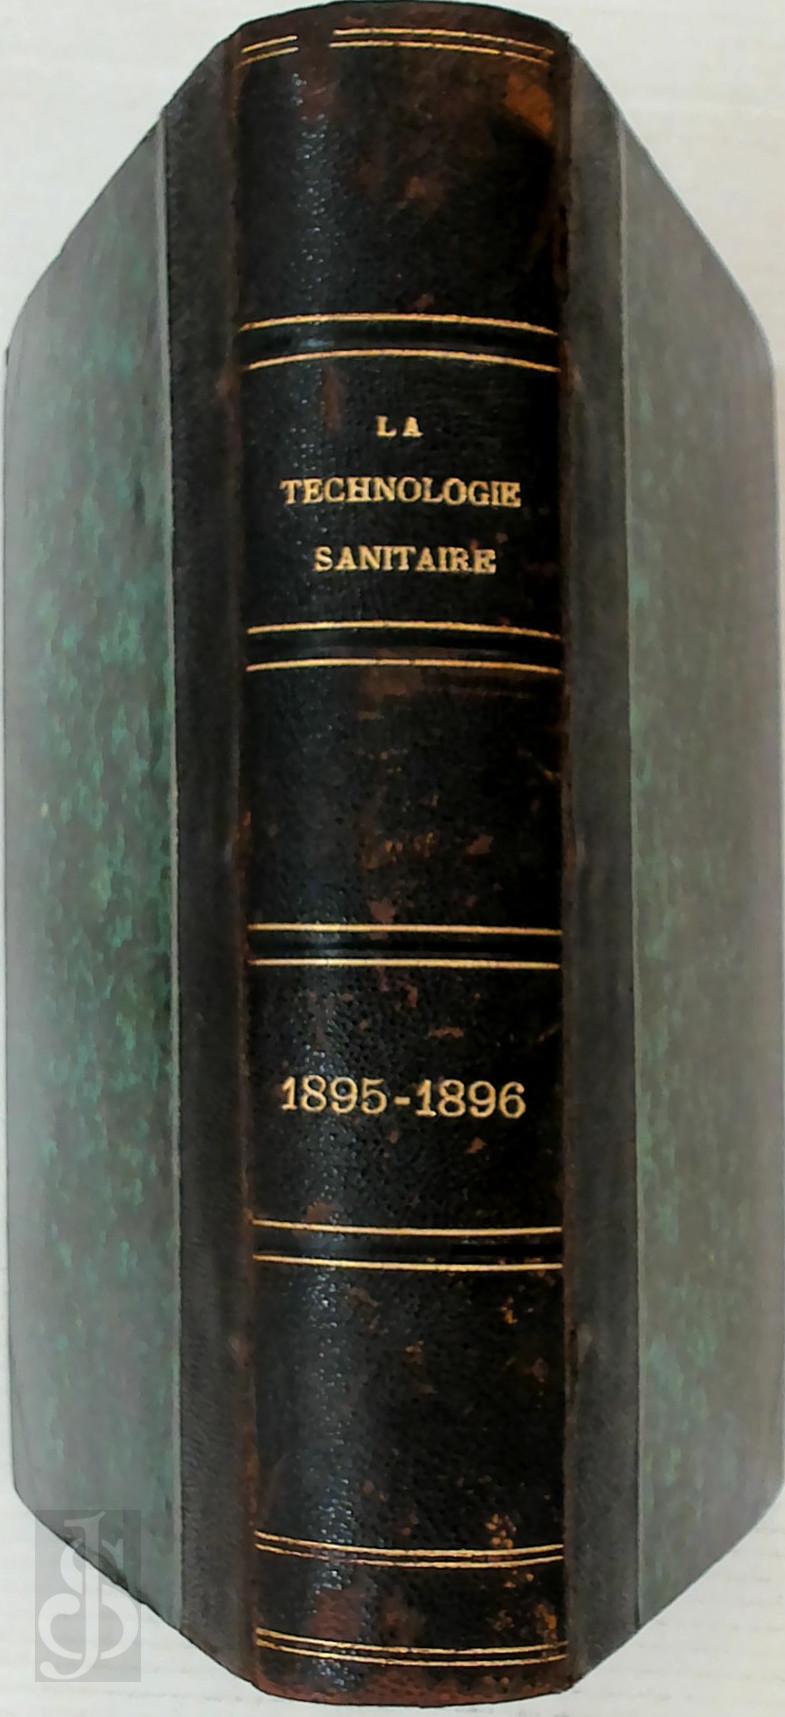 LA
TECHNOLOGIE
SANITAIRE
1895-1896